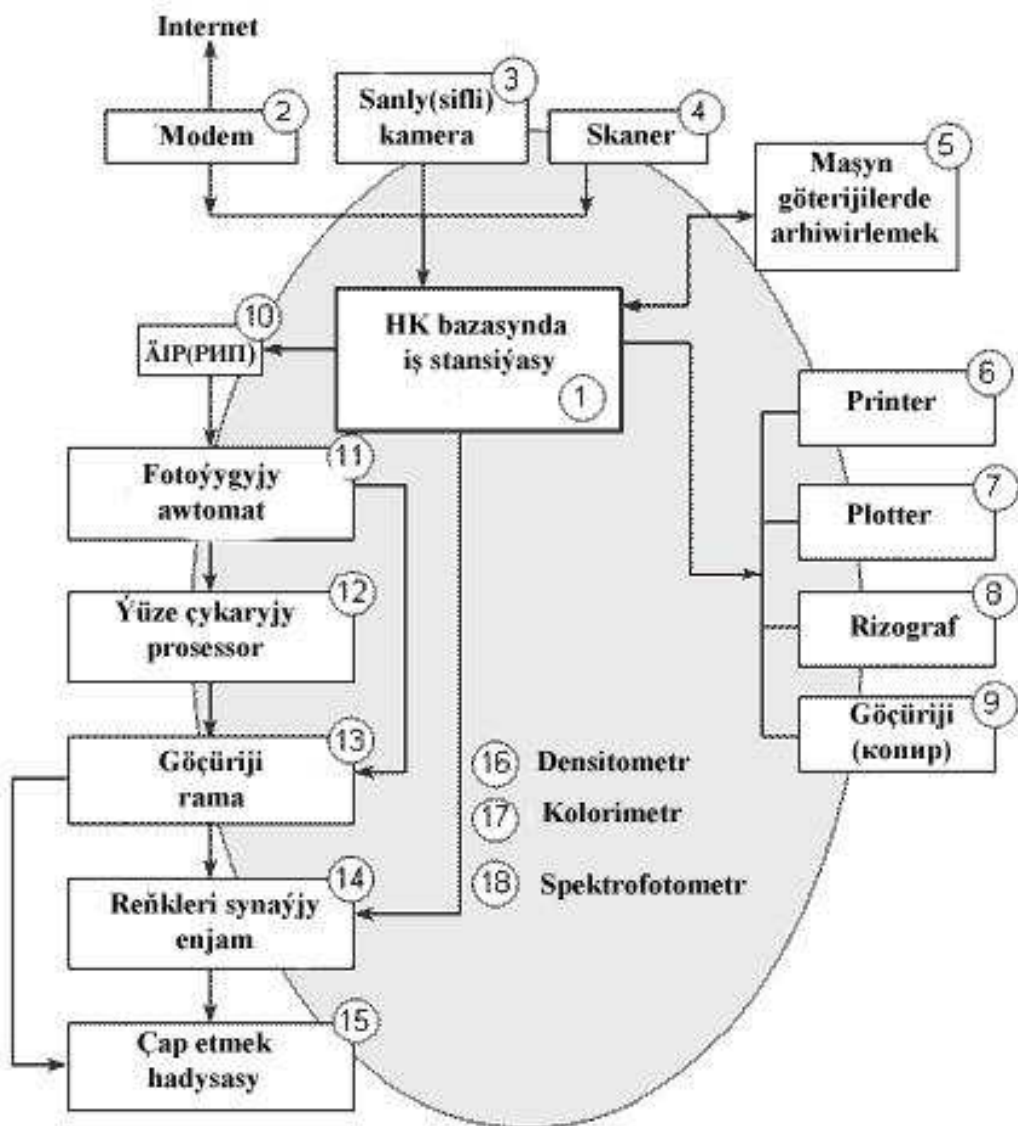 Internet
2
Modem
3
Sanly(sifli)
kamera
4
Skaner
5
Maşyn
göterijilerde
arhiwirlemek
HK bazasynda
iş stansiýasy
1
10
ÄIP(РИП)
6
Printer
11
Fotoýygyjy
awtomat
7
Plotter
12
Ýüze çykaryjy
prosessor
8
Rizograf
9
Göçüriji
(копир)
13
Göçüriji
rama
16 Densitometr
17 Kolorimetr
18 Spektrofotometr
14
Reňkleri synaýjy
enjam
15
Çap etmek
hadysasy